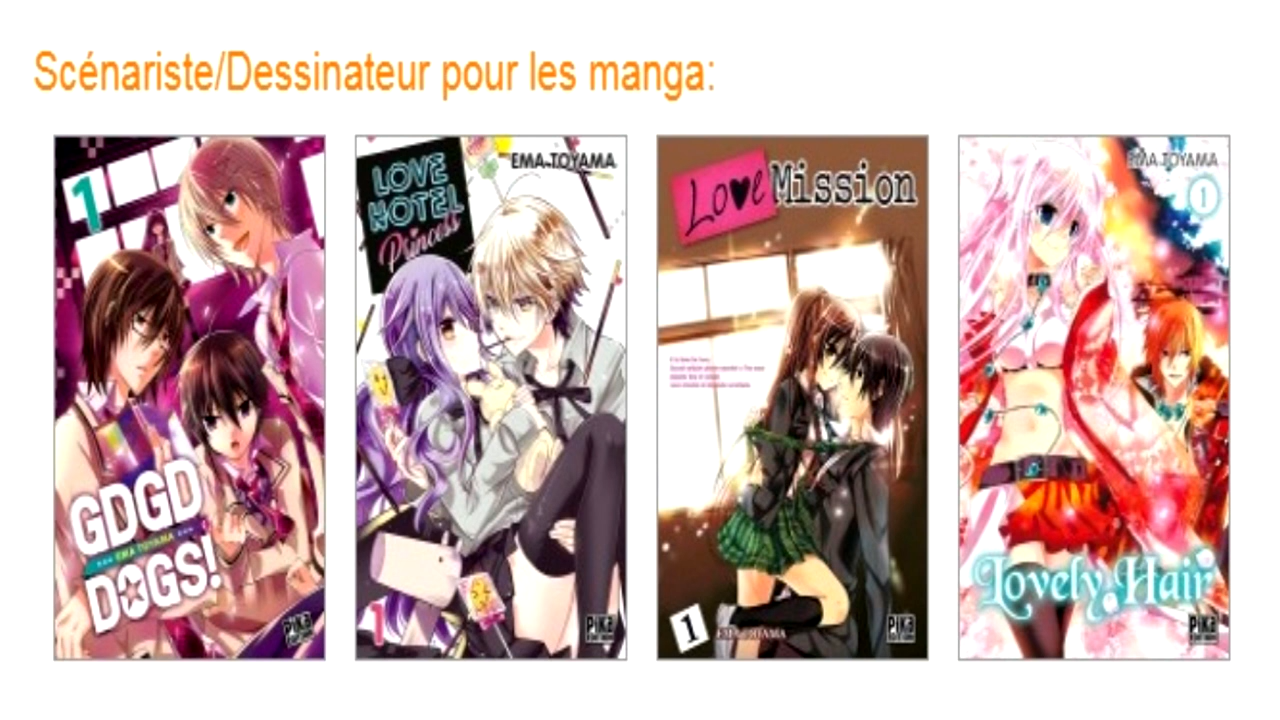 Scénariste/Dessinateur pour les manga:
1
GDGD
EMA TOYAMA
DOGS!
PIKA
LOVE
HOTEL
Princess
EMA TOYAMA
1
PIKA
Love Mission
1
EMA TOYAMA
PIKA
EMA TOYAMA
1
Lovely Hair
PIKA